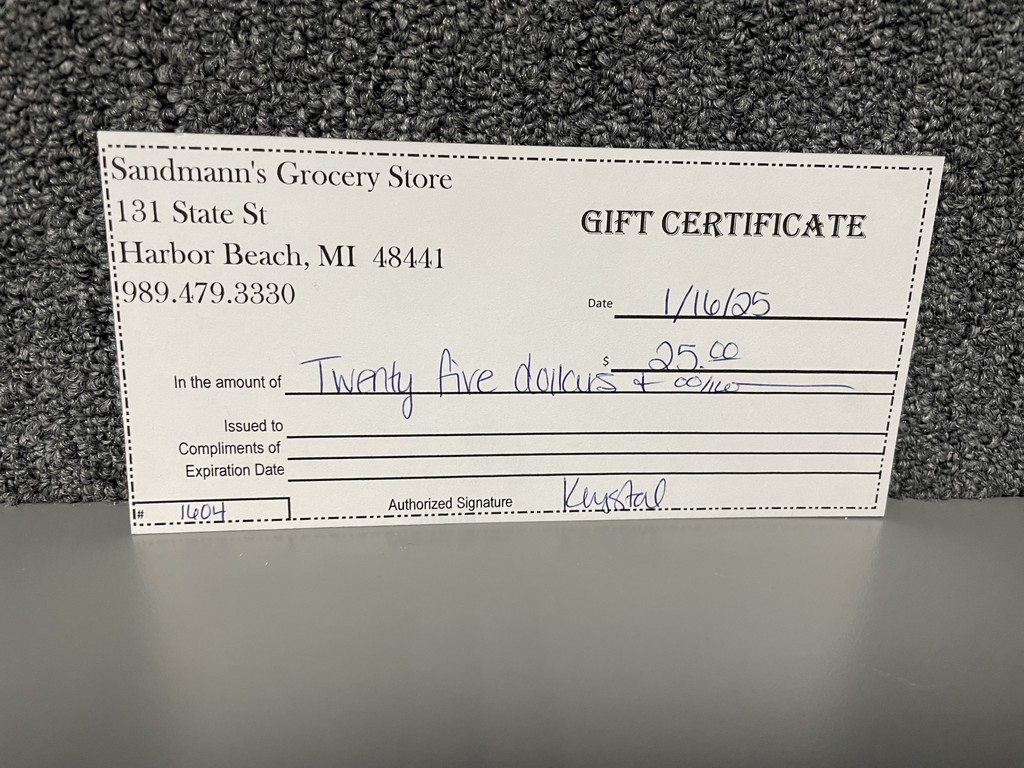 Sandmann's Grocery Store
131 State St
Harbor Beach, MI 48441
989.479.3330
GIFT CERTIFICATE
Date 1/16/25
$ 25.00
In the amount of Twenty five dollars + 00/100
Issued to
Compliments of
Expiration Date
# 1604
Authorized Signature Krystal